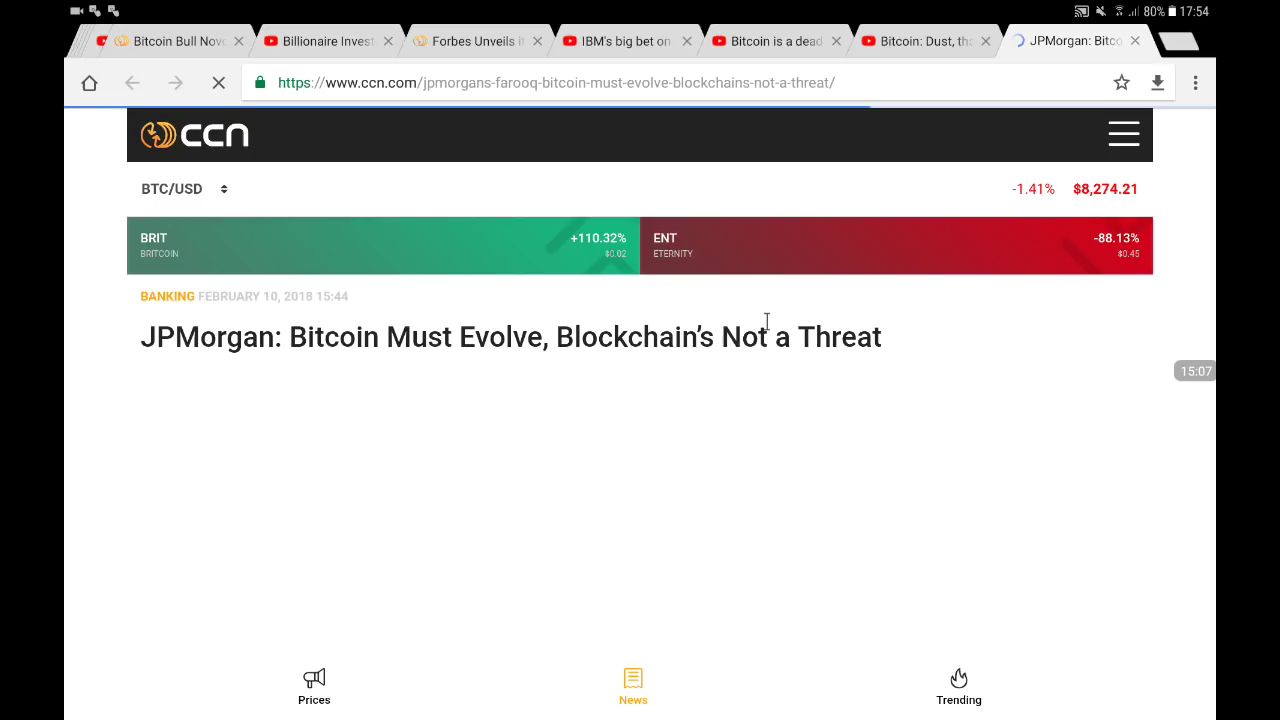 80% 17:54
Bitcoin Bull Nov
Billionaire Invest
Forbes Unveils i
IBM's big bet on
Bitcoin is a dead
Bitcoin: Dust, th
JPMorgan: Bitco
https://www.ccn.com/jpmorgans-farooq-bitcoin-must-evolve-blockchains-not-a-threat/
ccn
BTC/USD -1.41% $8,274.21
BRIT +110.32% ENT -88.13%
BRITCOIN $0.02 ETERNITY $0.45
BANKING FEBRUARY 10, 2018 15:44
JPMorgan: Bitcoin Must Evolve, Blockchain’s Not a Threat
15:07
Prices News Trending